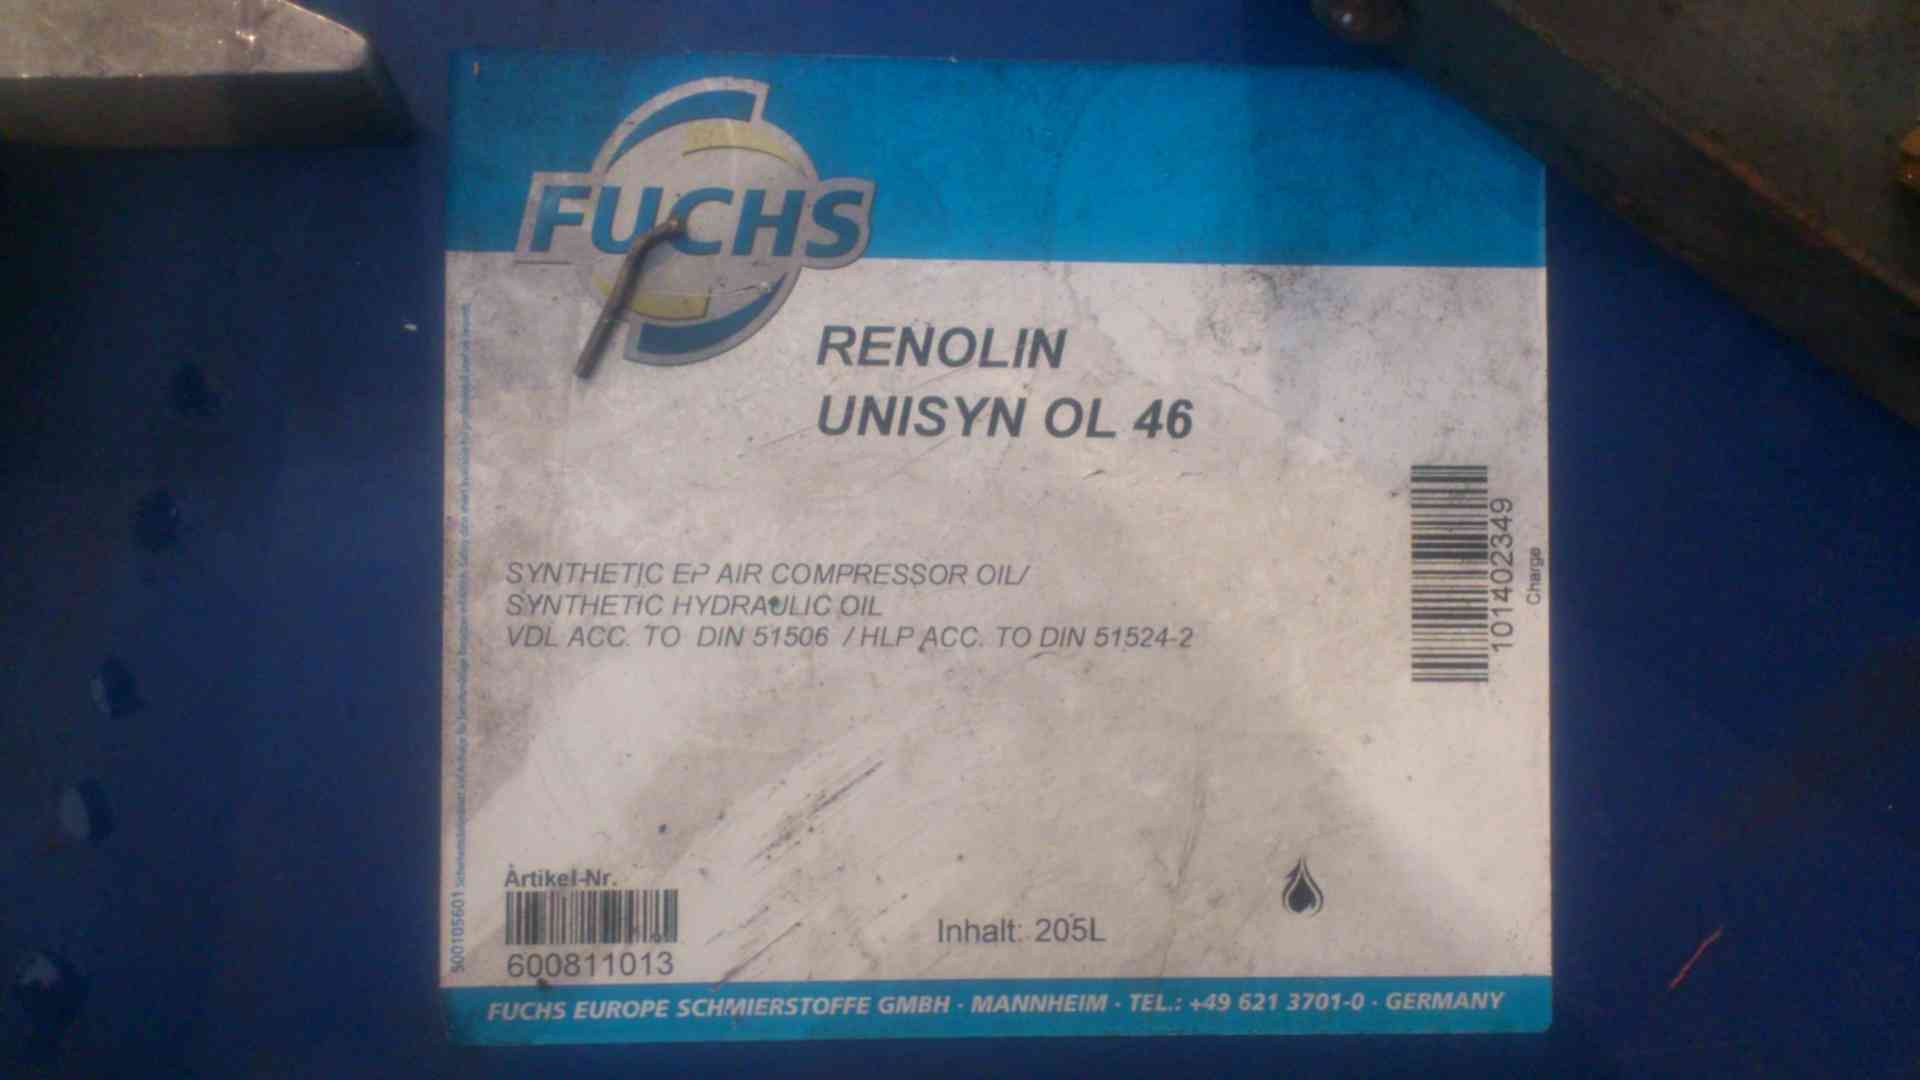 FUCHS
RENOLIN
UNISYN OL 46
SYNTHETIC EP AIR COMPRESSOR OIL/
SYNTHETIC HYDRAULIC OIL
VDL ACC. TO DIN 51506 / HLP ACC. TO DIN 51524-2
101402349
Charge
Artikel-Nr.
600811013
Inhalt: 205L
500105601
FUCHS EUROPE SCHMIERSTOFFE GMBH · MANNHEIM · TEL.: +49 621 3701-0 · GERMANY